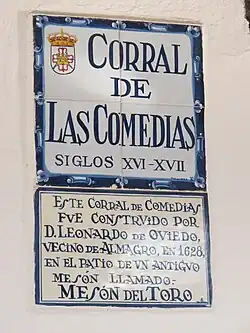 CORRAL
DE
LAS COMEDIAS
SIGLOS XVI-XVII
ESTE CORRAL DE COMEDIAS
FVE CONSTRVIDO POR
D. LEONARDO DE OVIEDO,
VECINO DE ALMAGRO, EN 1628,
EN EL PATIO DE VN ANTIGVO
MESÓN LLAMADO:
MESÓN DEL TORO